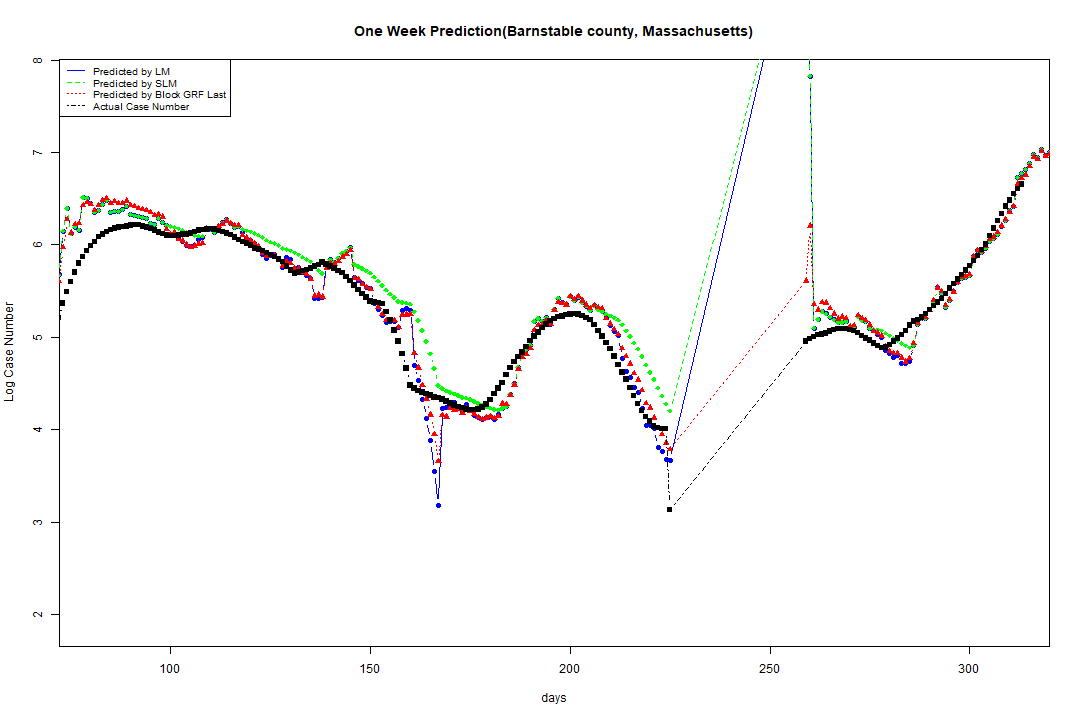 One Week Prediction(Barnstable county, Massachusetts)
Predicted by LM
Predicted by SLM
Predicted by Block GRF Last
Actual Case Number
Log Case Number
8
7
6
5
4
3
2
100 150 200 250 300
days